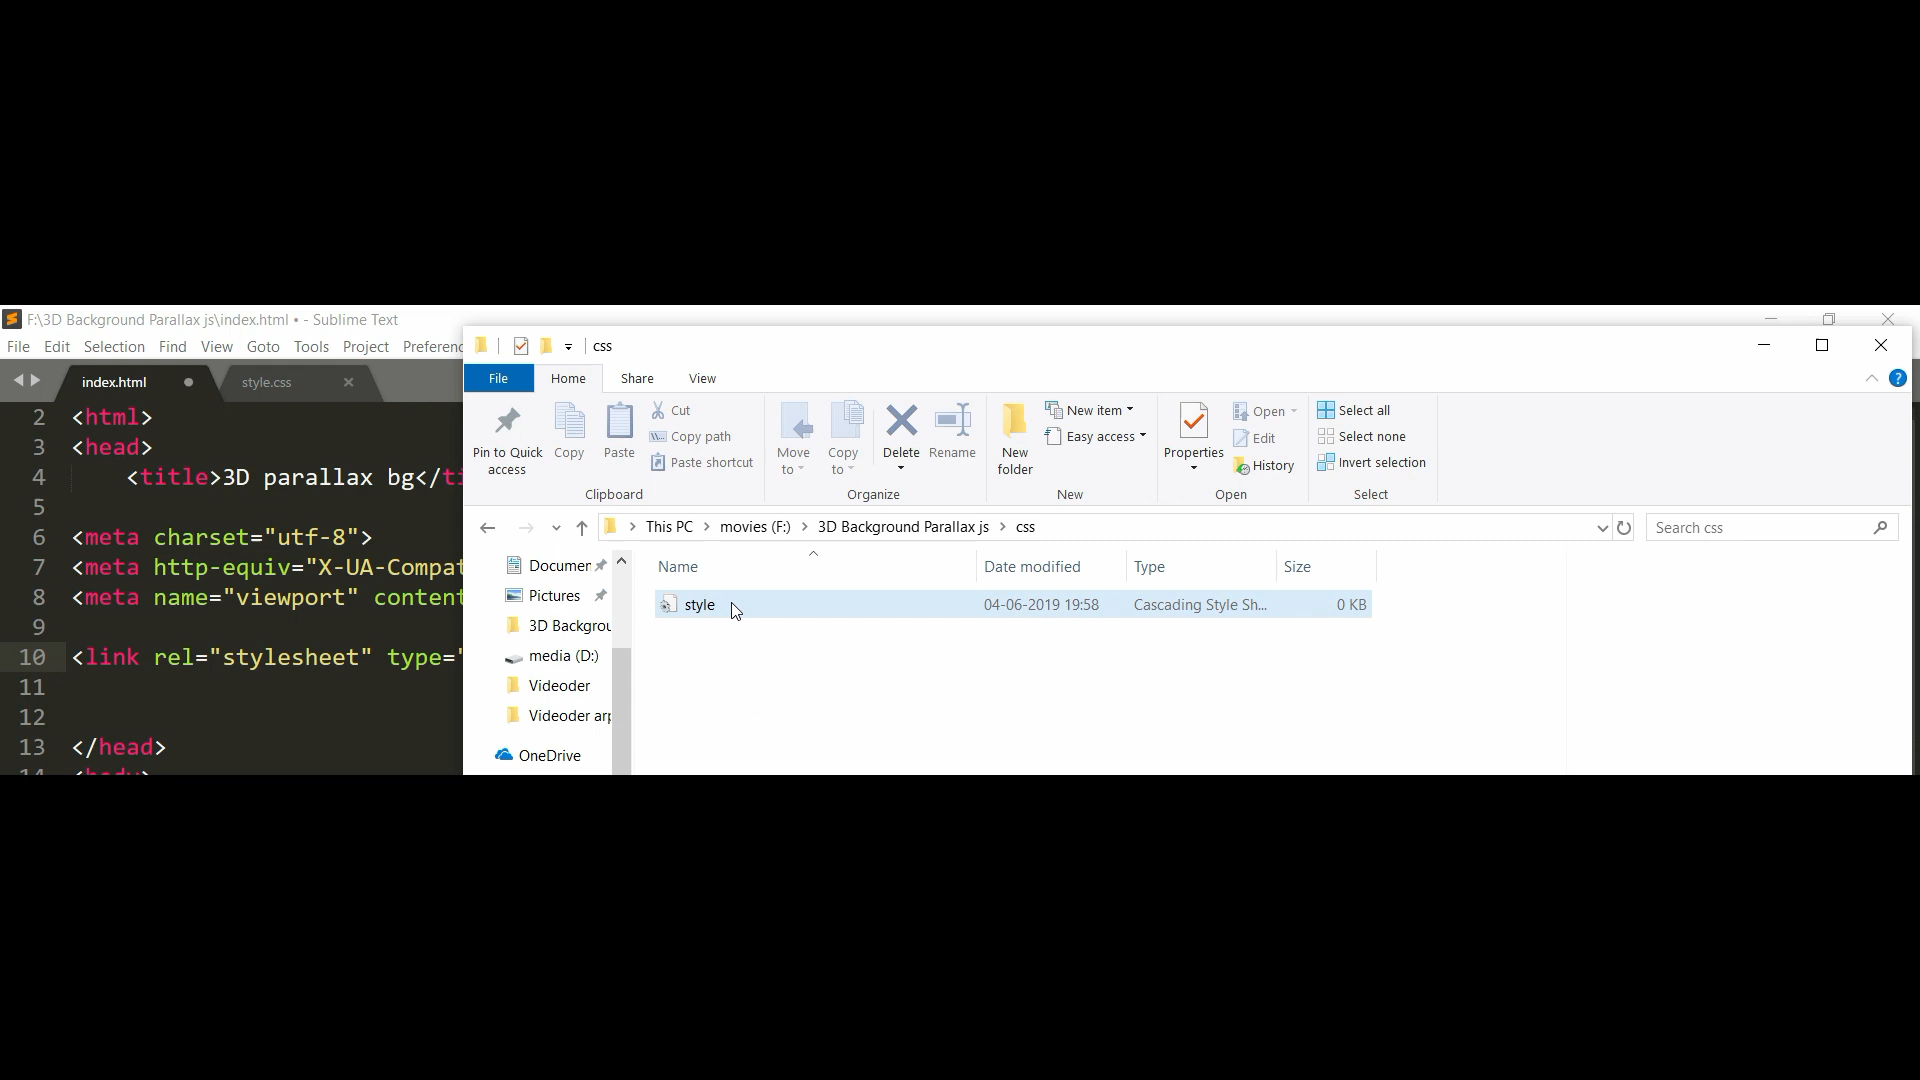 F:\3D Background Parallax js\index.html • - Sublime Text
File Edit Selection Find View Goto Tools Project Preferenc
index.html
style.css
2 <html>
3 <head>
4 <title>3D parallax bg</ti
5
6 <meta charset="utf-8">
7 <meta http-equiv="X-UA-Compat
8 <meta name="viewport" content
9
10 <link rel="stylesheet" type="
11
12
13 </head>
14 <body>
css
File Home Share View
Pin to Quick access
Copy
Paste
Cut
Copy path
Paste shortcut
Clipboard
Move to
Copy to
Delete
Rename
Organize
New folder
New item
Easy access
New
Properties
Open
Edit
History
Open
Select all
Select none
Invert selection
Select
This PC > movies (F:) > 3D Background Parallax js > css
Search css
Documen
Pictures
3D Backgrou
media (D:)
Videoder
Videoder arp
OneDrive
Name Date modified Type Size
style 04-06-2019 19:58 Cascading Style Sh... 0 KB